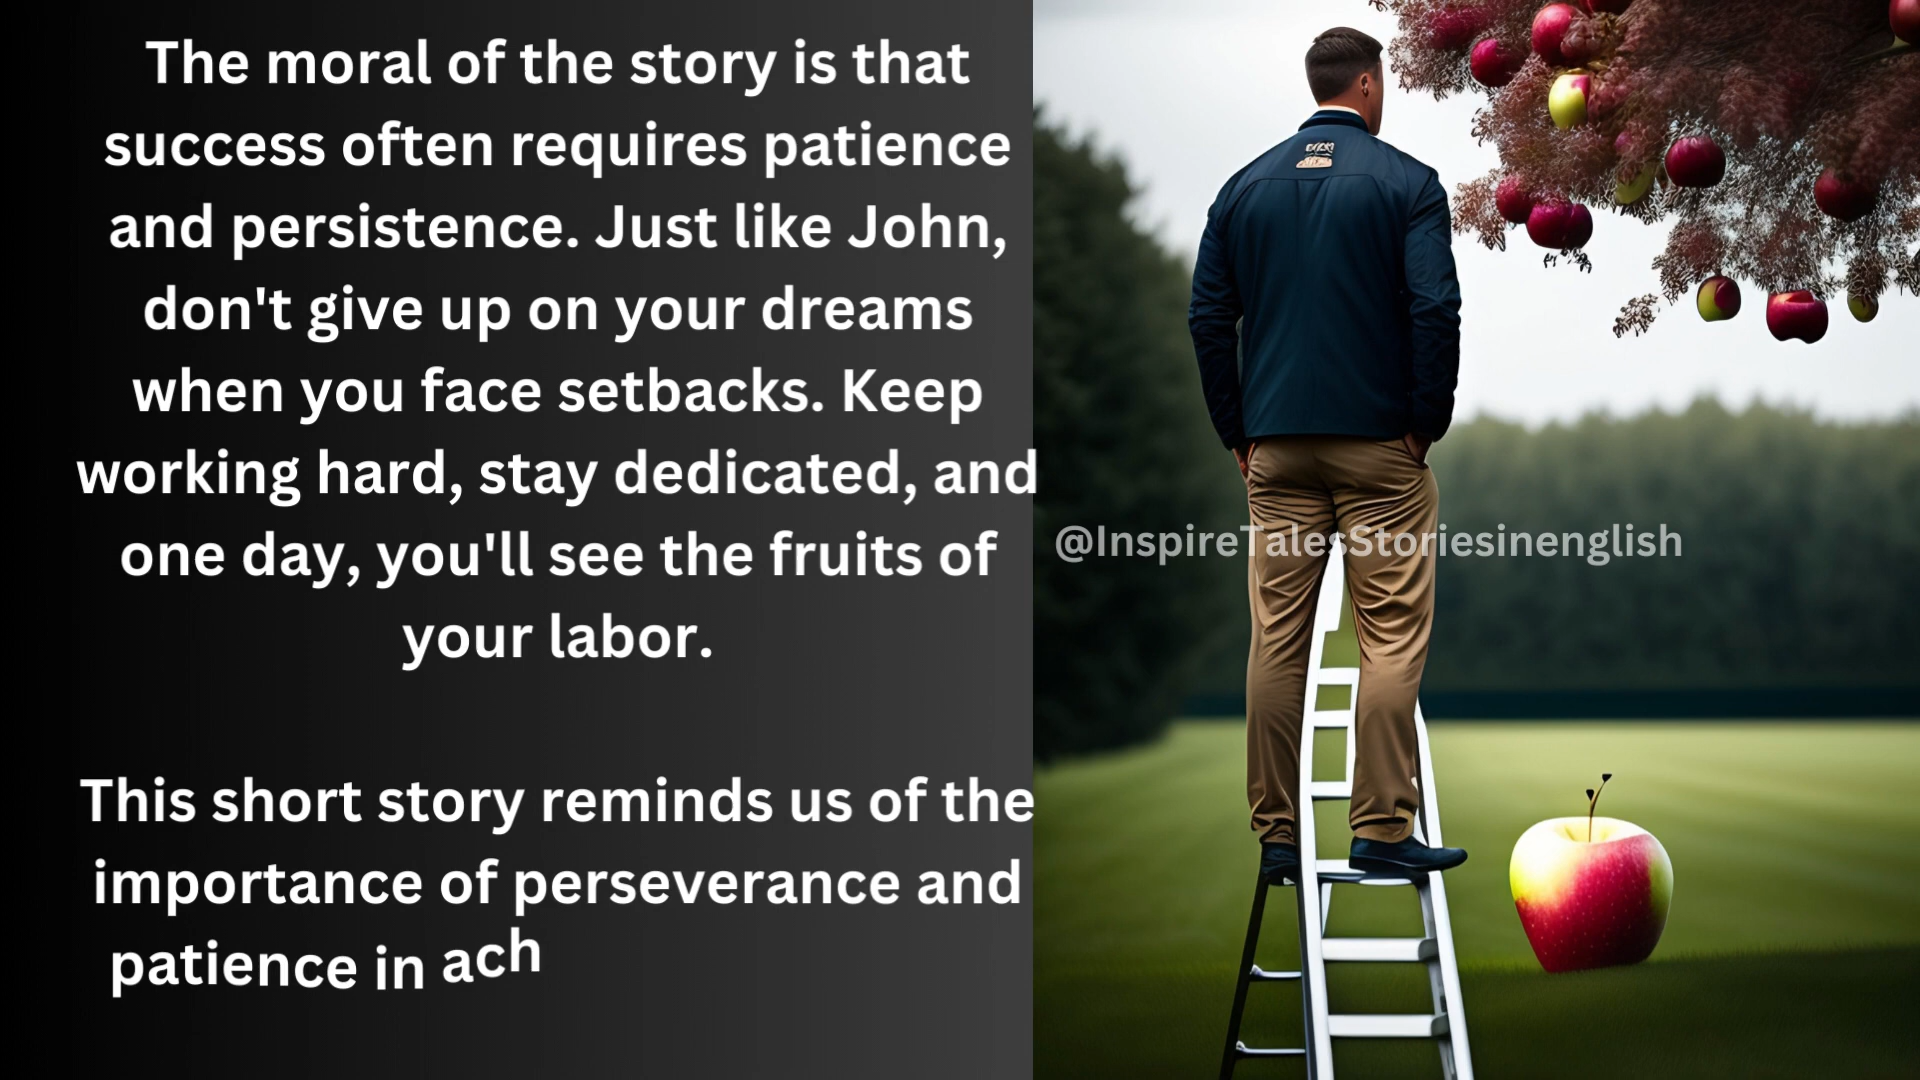 The moral of the story is that
success often requires patience
and persistence. Just like John,
don't give up on your dreams
when you face setbacks. Keep
working hard, stay dedicated, and
one day, you'll see the fruits of
your labor.
This short story reminds us of the
importance of perseverance and
patience in ach
@InspireTalesStoriesinenglish